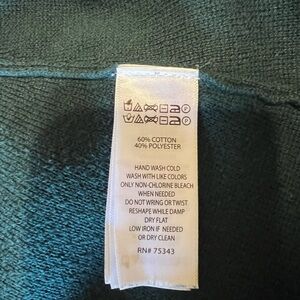 60% COTTON
40% POLYESTER
HAND WASH COLD
WASH WITH LIKE COLORS
ONLY NON-CHLORINE BLEACH
WHEN NEEDED
DO NOT WRING OR TWIST
RESHAPE WHILE DAMP
DRY FLAT
LOW IRON IF NEEDED
OR DRY CLEAN
RN# 75343